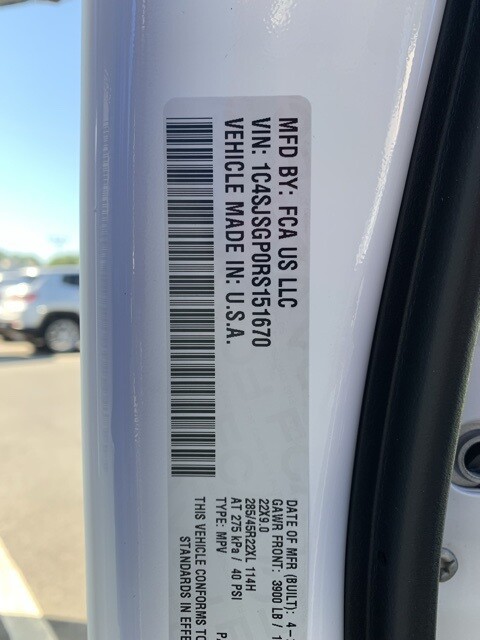 MFD BY: FCA US LLC
VIN: 1C4SJSGP0RS151670
VEHICLE MADE IN: U.S.A.
DATE OF MFR (BUILT): 4-
GAWR FRONT: 3900 LB / 1
22X9.0
285/45R22XL 114H
AT 275 kPa / 40 PSI
TYPE: MPV
THIS VEHICLE CONFORMS TO
STANDARDS IN EFFE